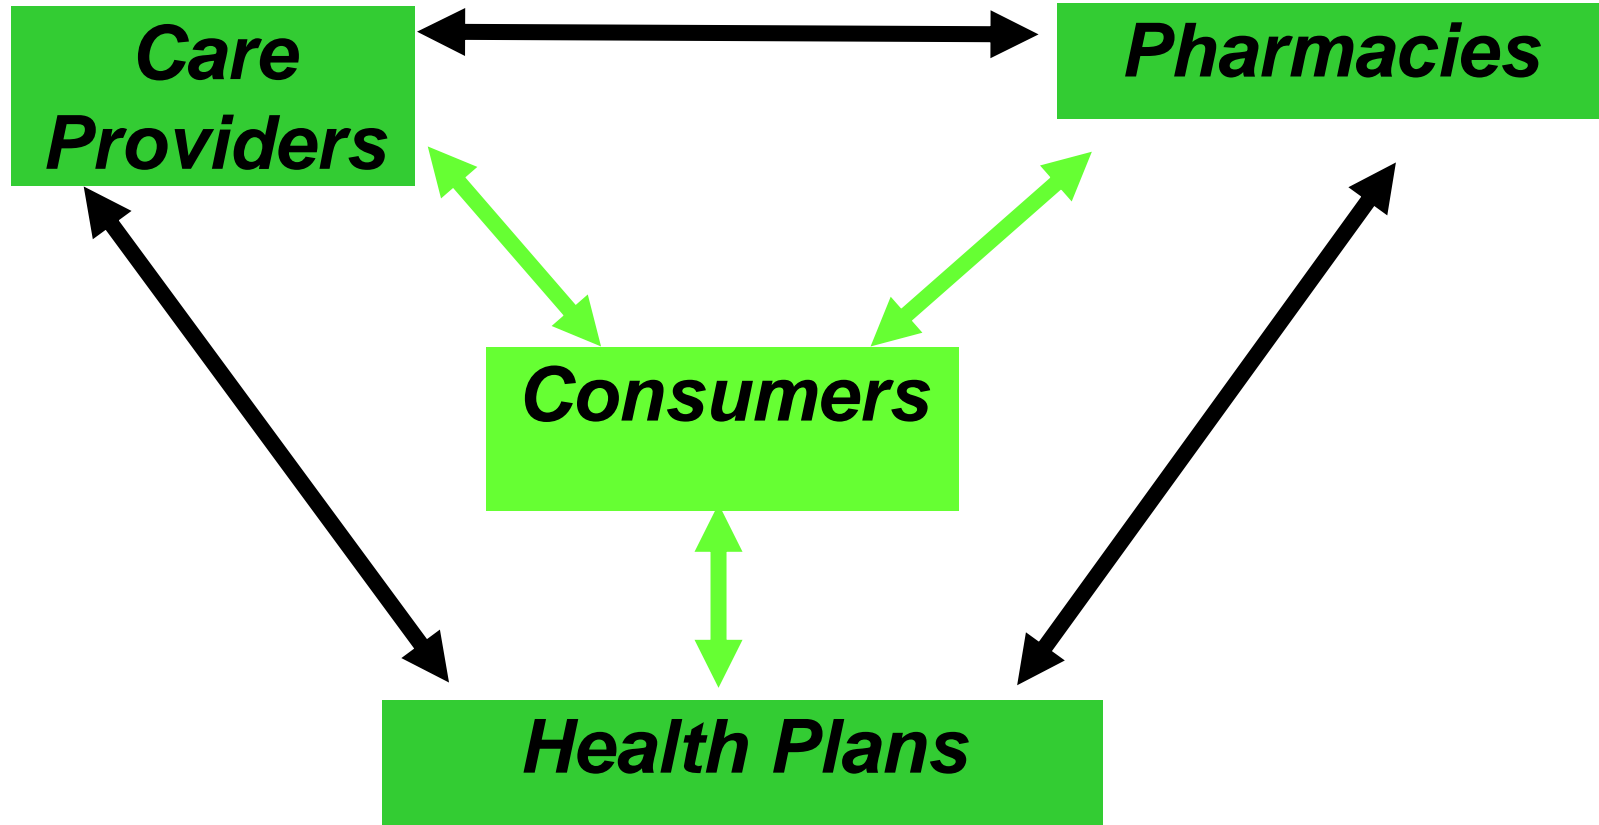 Care
Providers
Pharmacies
Consumers
Health Plans